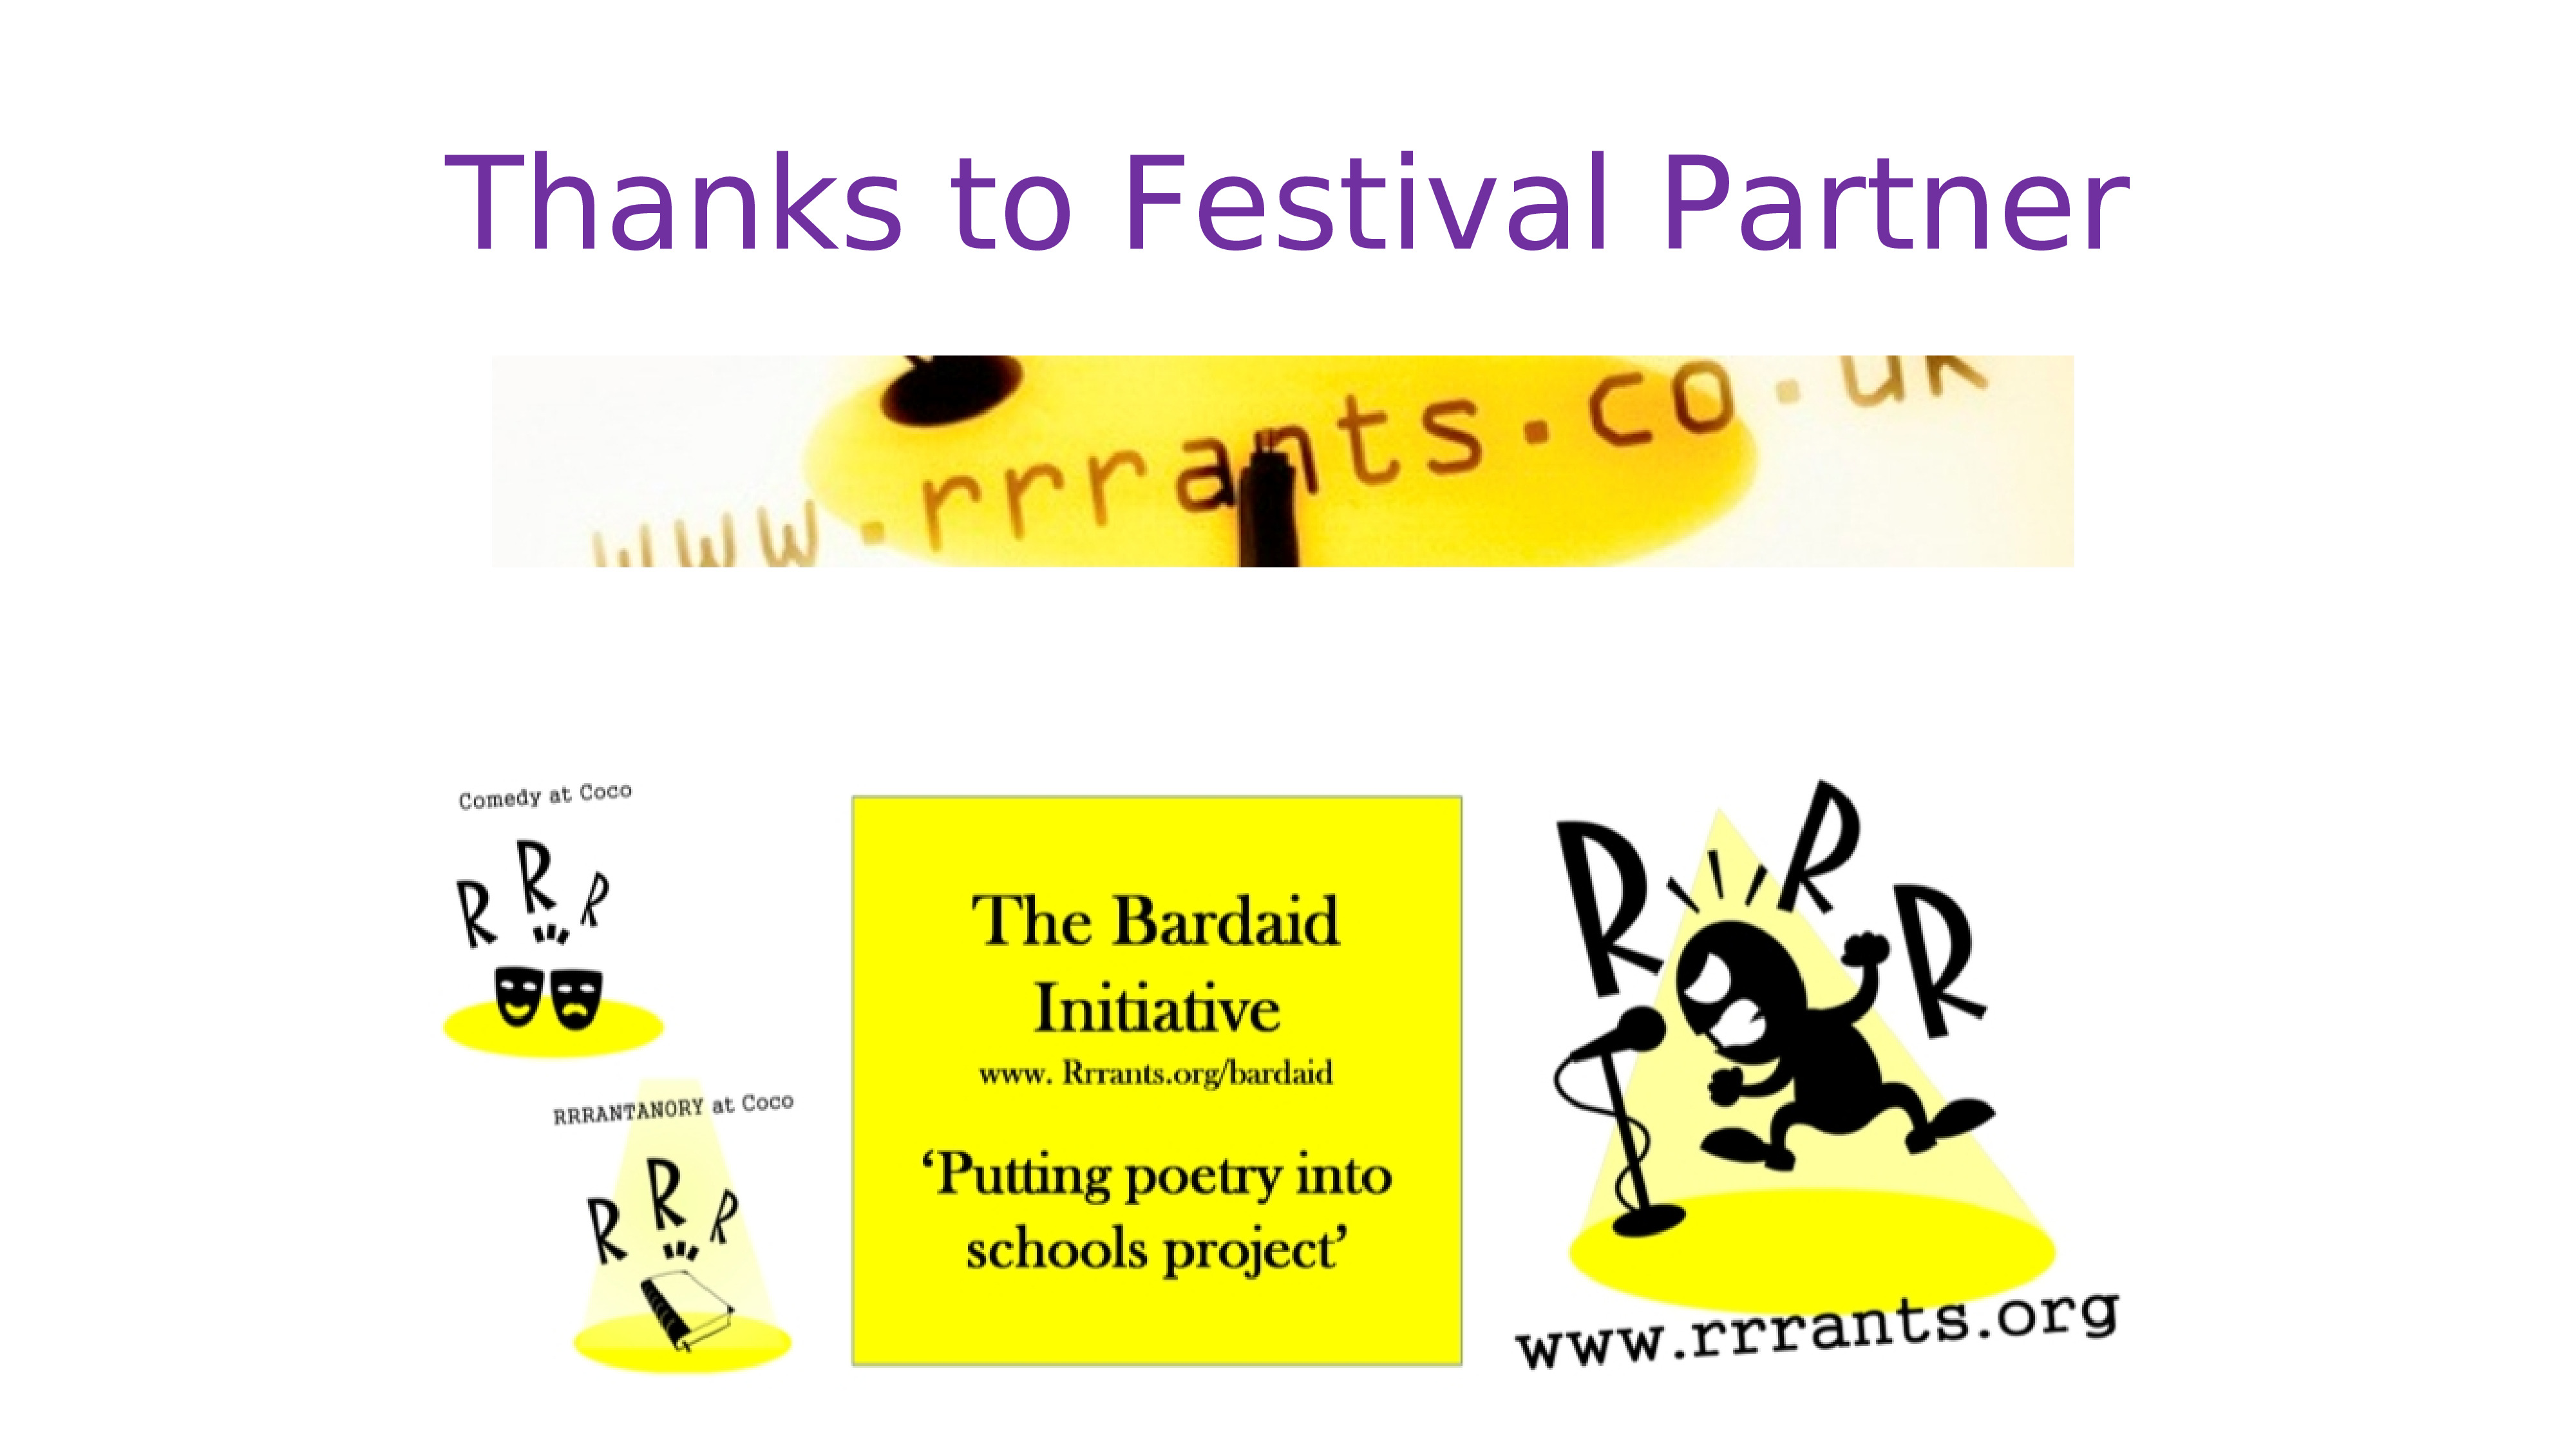 Thanks to Festival Partner
www.rrrants.co.uk
Comedy at Coco
R R R
RRRANTANORY at Coco
R R R
The Bardaid
Initiative
www. Rrrants.org/bardaid
‘Putting poetry into
schools project’
R R R
www.rrrants.org